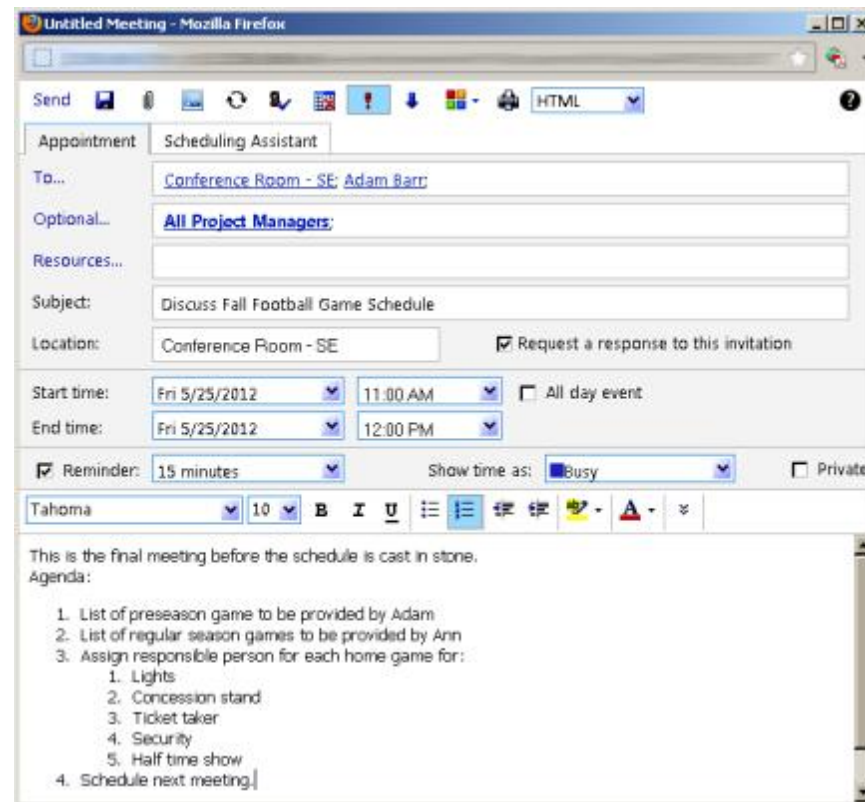 Untitled Meeting - Mozilla Firefox
Send HTML
Appointment Scheduling Assistant
To... Conference Room - SE; Adam Barr;
Optional... All Project Managers;
Resources...
Subject: Discuss Fall Football Game Schedule
Location: Conference Room - SE Request a response to this invitation
Start time: Fri 5/25/2012 11:00 AM All day event
End time: Fri 5/25/2012 12:00 PM
Reminder: 15 minutes Show time as: Busy Private
Tahoma 10 B I U A
This is the final meeting before the schedule is cast in stone.
Agenda:
1. List of preseason game to be provided by Adam
2. List of regular season games to be provided by Ann
3. Assign responsible person for each home game for:
1. Lights
2. Concession stand
3. Ticket taker
4. Security
5. Half time show
4. Schedule next meeting.